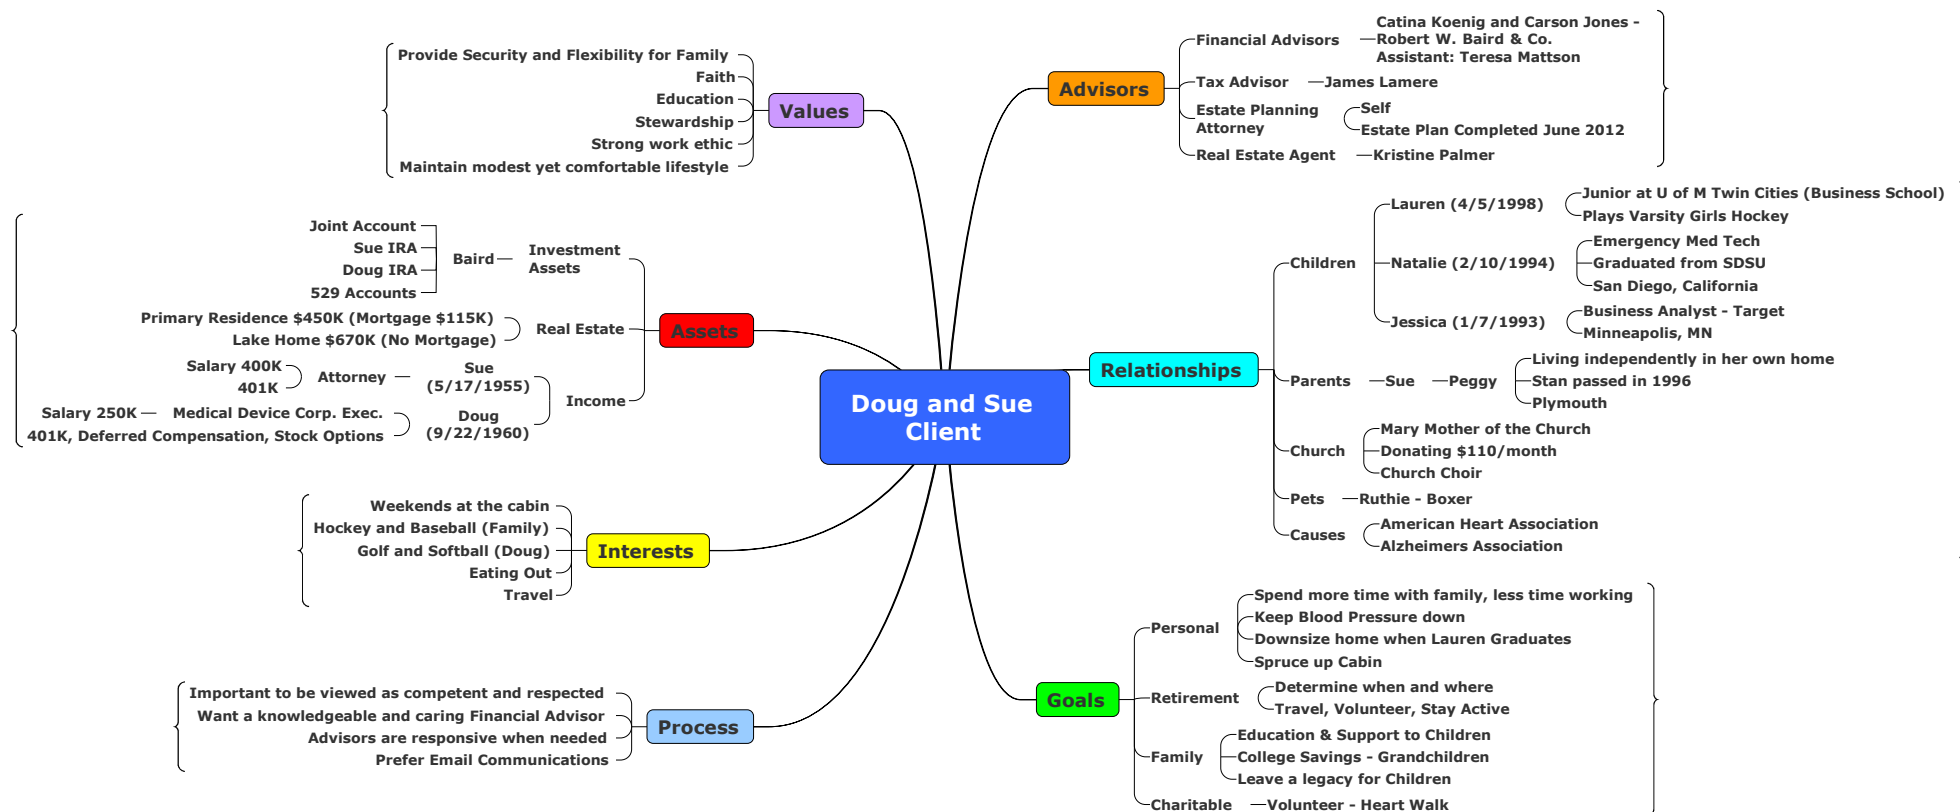 Doug and Sue
Client
Values
Provide Security and Flexibility for Family
Faith
Education
Stewardship
Strong work ethic
Maintain modest yet comfortable lifestyle
Assets
Investment
Assets
Baird
Joint Account
Sue IRA
Doug IRA
529 Accounts
Real Estate
Primary Residence $450K (Mortgage $115K)
Lake Home $670K (No Mortgage)
Income
Sue
(5/17/1955)
Attorney
Salary 400K
401K
Doug
(9/22/1960)
Medical Device Corp. Exec.
Salary 250K
401K, Deferred Compensation, Stock Options
Interests
Weekends at the cabin
Hockey and Baseball (Family)
Golf and Softball (Doug)
Eating Out
Travel
Process
Important to be viewed as competent and respected
Want a knowledgeable and caring Financial Advisor
Advisors are responsive when needed
Prefer Email Communications
Advisors
Financial Advisors
Catina Koenig and Carson Jones -
Robert W. Baird & Co.
Assistant: Teresa Mattson
Tax Advisor
James Lamere
Estate Planning
Attorney
Self
Estate Plan Completed June 2012
Real Estate Agent
Kristine Palmer
Relationships
Children
Lauren (4/5/1998)
Junior at U of M Twin Cities (Business School)
Plays Varsity Girls Hockey
Natalie (2/10/1994)
Emergency Med Tech
Graduated from SDSU
San Diego, California
Jessica (1/7/1993)
Business Analyst - Target
Minneapolis, MN
Parents
Sue
Peggy
Living independently in her own home
Stan passed in 1996
Plymouth
Church
Mary Mother of the Church
Donating $110/month
Church Choir
Pets
Ruthie - Boxer
Causes
American Heart Association
Alzheimers Association
Goals
Personal
Spend more time with family, less time working
Keep Blood Pressure down
Downsize home when Lauren Graduates
Spruce up Cabin
Retirement
Determine when and where
Travel, Volunteer, Stay Active
Family
Education & Support to Children
College Savings - Grandchildren
Leave a legacy for Children
Charitable
Volunteer - Heart Walk